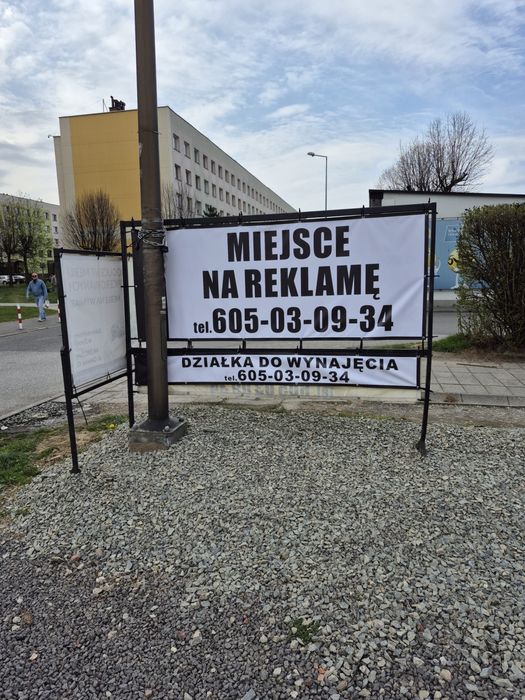 MIEJSCE
NA REKLAMĘ
tel.605-03-09-34
DZIAŁKA DO WYNAJĘCIA
tel.605-03-09-34